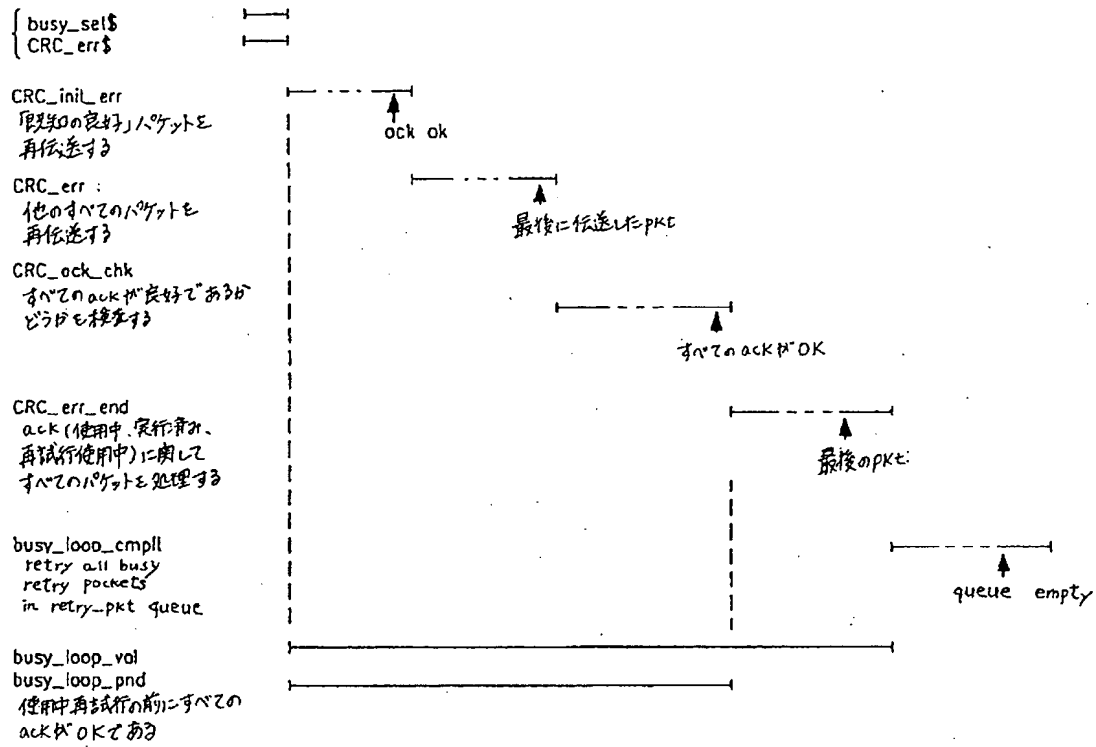 busy_sel$
CRC_err$
CRC_init_err
「既知の良好」パケットを
再伝送する
ack ok
CRC_err :
他のすべてのパケットを
再伝送する
最後に伝送したpkt
CRC_ack_chk
すべてのackが良好であるか
どうかを検査する
すべてのackがOK
CRC_err_end
ack(使用中、実行済み、
再試行使用中)に関して
すべてのパケットを処理する
最後のpkt:
busy_loop_cmpll
retry all busy
retry packets
in retry_pkt queue
queue empty
busy_loop_val
busy_loop_pnd
使用中再試行の前にすべての
ackがOKである